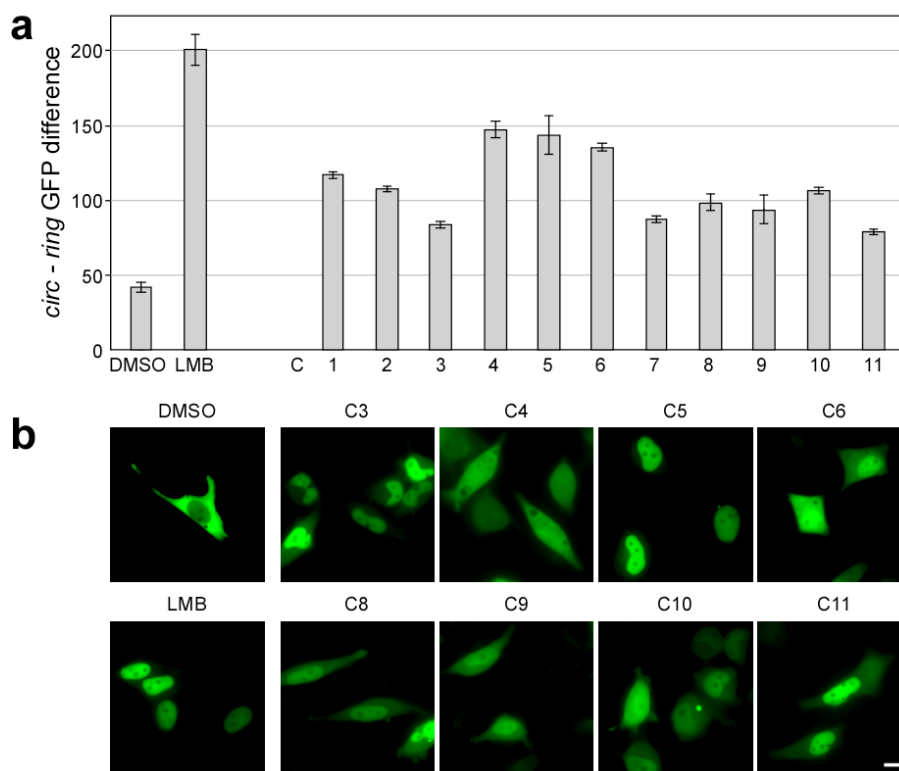 a
circ - ring GFP difference
200
150
100
50
0
DMSO LMB C 1 2 3 4 5 6 7 8 9 10 11
b
DMSO C3 C4 C5 C6
LMB C8 C9 C10 C11